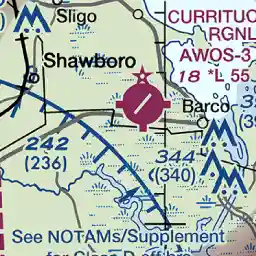 Sligo
CURRITUC
RGNL
AWOS-3
18 *L 55
Shawboro
Barco
242
(236)
344
(340)
See NOTAMs/Supplement